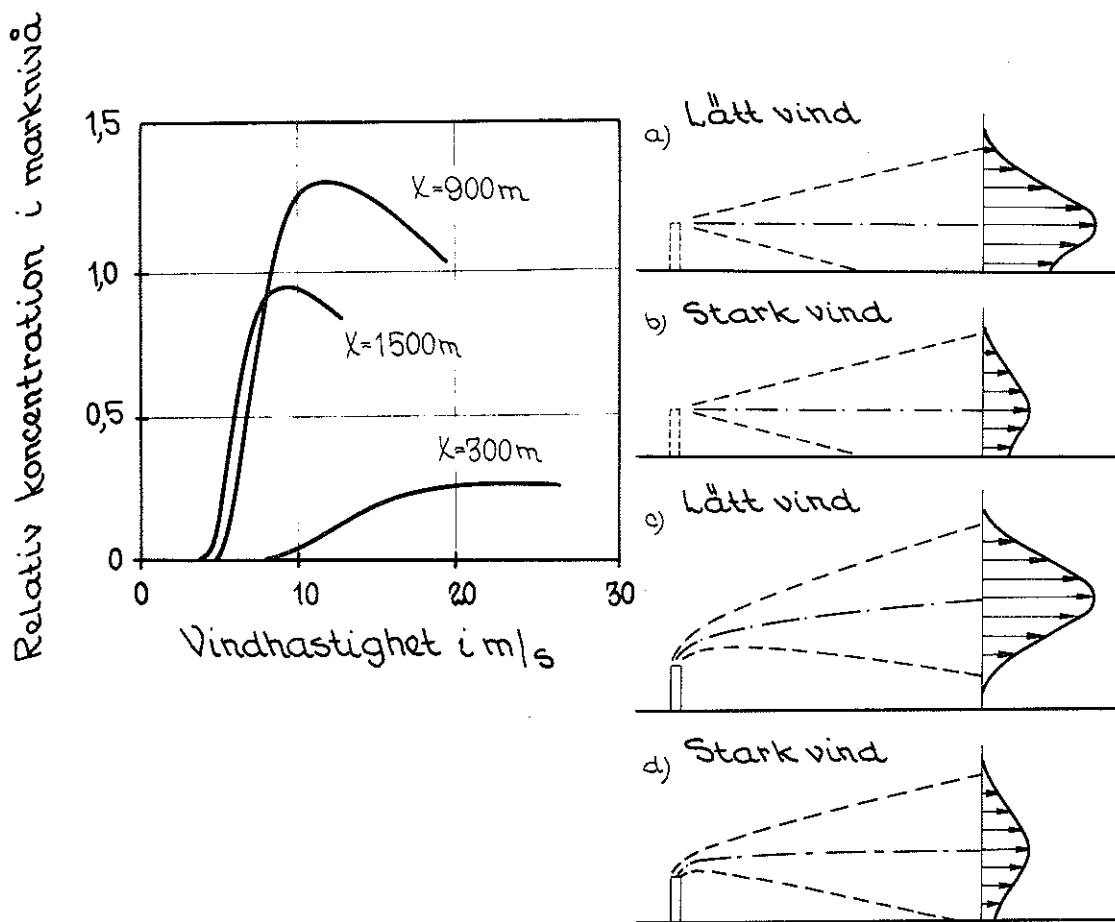 Relativ koncentration i marknivå
1,5
1,0
0,5
0
0
10
20
30
X=900m
X=1500m
X=300m
Vindhastighet i m/s
a) Lätt vind
b) Stark vind
c) Lätt vind
d) Stark vind